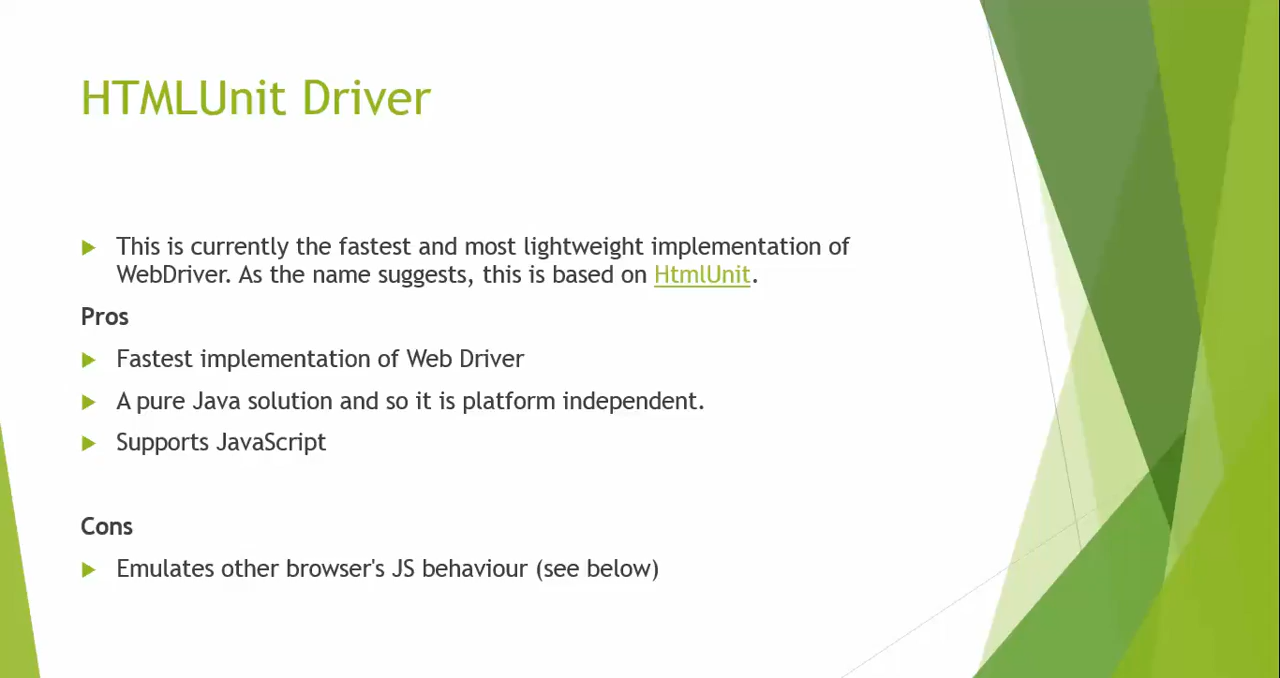 HTMLUnit Driver
This is currently the fastest and most lightweight implementation of
WebDriver. As the name suggests, this is based on HtmlUnit.
Pros
Fastest implementation of Web Driver
A pure Java solution and so it is platform independent.
Supports JavaScript
Cons
Emulates other browser's JS behaviour (see below)